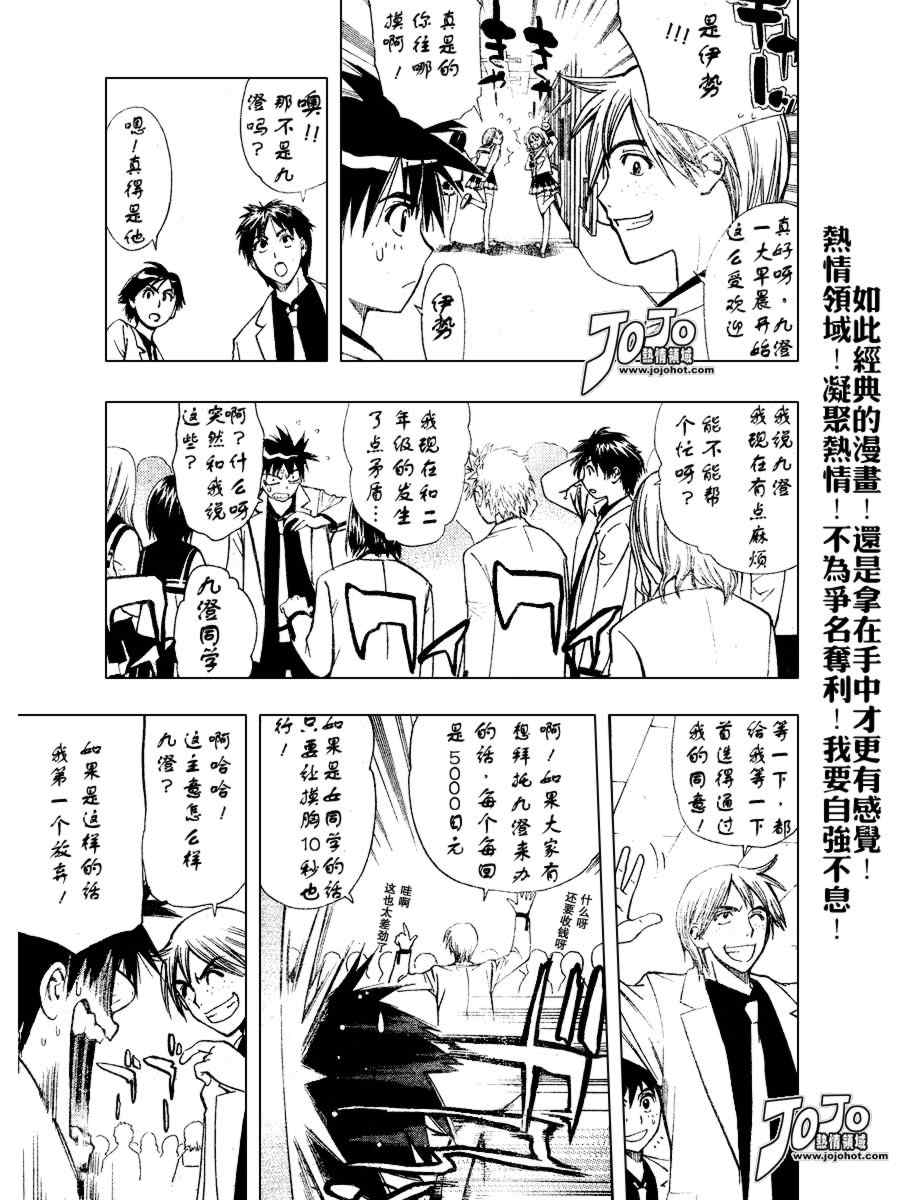 是伊勢
!!!
真是的
你往哪
摸啊！
真好呀，九澄
一大早晨开始
这么受欢迎
伊勢
噢!!
那不是九
澄吗？
嗯！真得是他
我说九澄
我现在有点麻烦
能不能帮
个忙呀？
我现在和二
年级的发生
了点矛盾…
啊？什么呀
突然和我说
这些？
九澄同学
等一下，都
给我等一下
首选得通过
我的同意！
啊！如果大家有
想拜托九澄来办
的话，每个每回
是5000日元
什么呀
还要收钱呀
哇啊
这也太差劲了
如果是女同学的话
只要让摸胸10秒也
行！
啊哈哈！
这主意怎么样
九澄？
如果是这样的话
我第一个放弃！
如此經典的漫畫！還是拿在手中才更有感覺！
熱情領域！凝聚熱情！不為爭名奪利！我要自強不息！
JOJO
熱情領域
www.jojohot.com
JOJO
熱情領域
www.jojohot.com